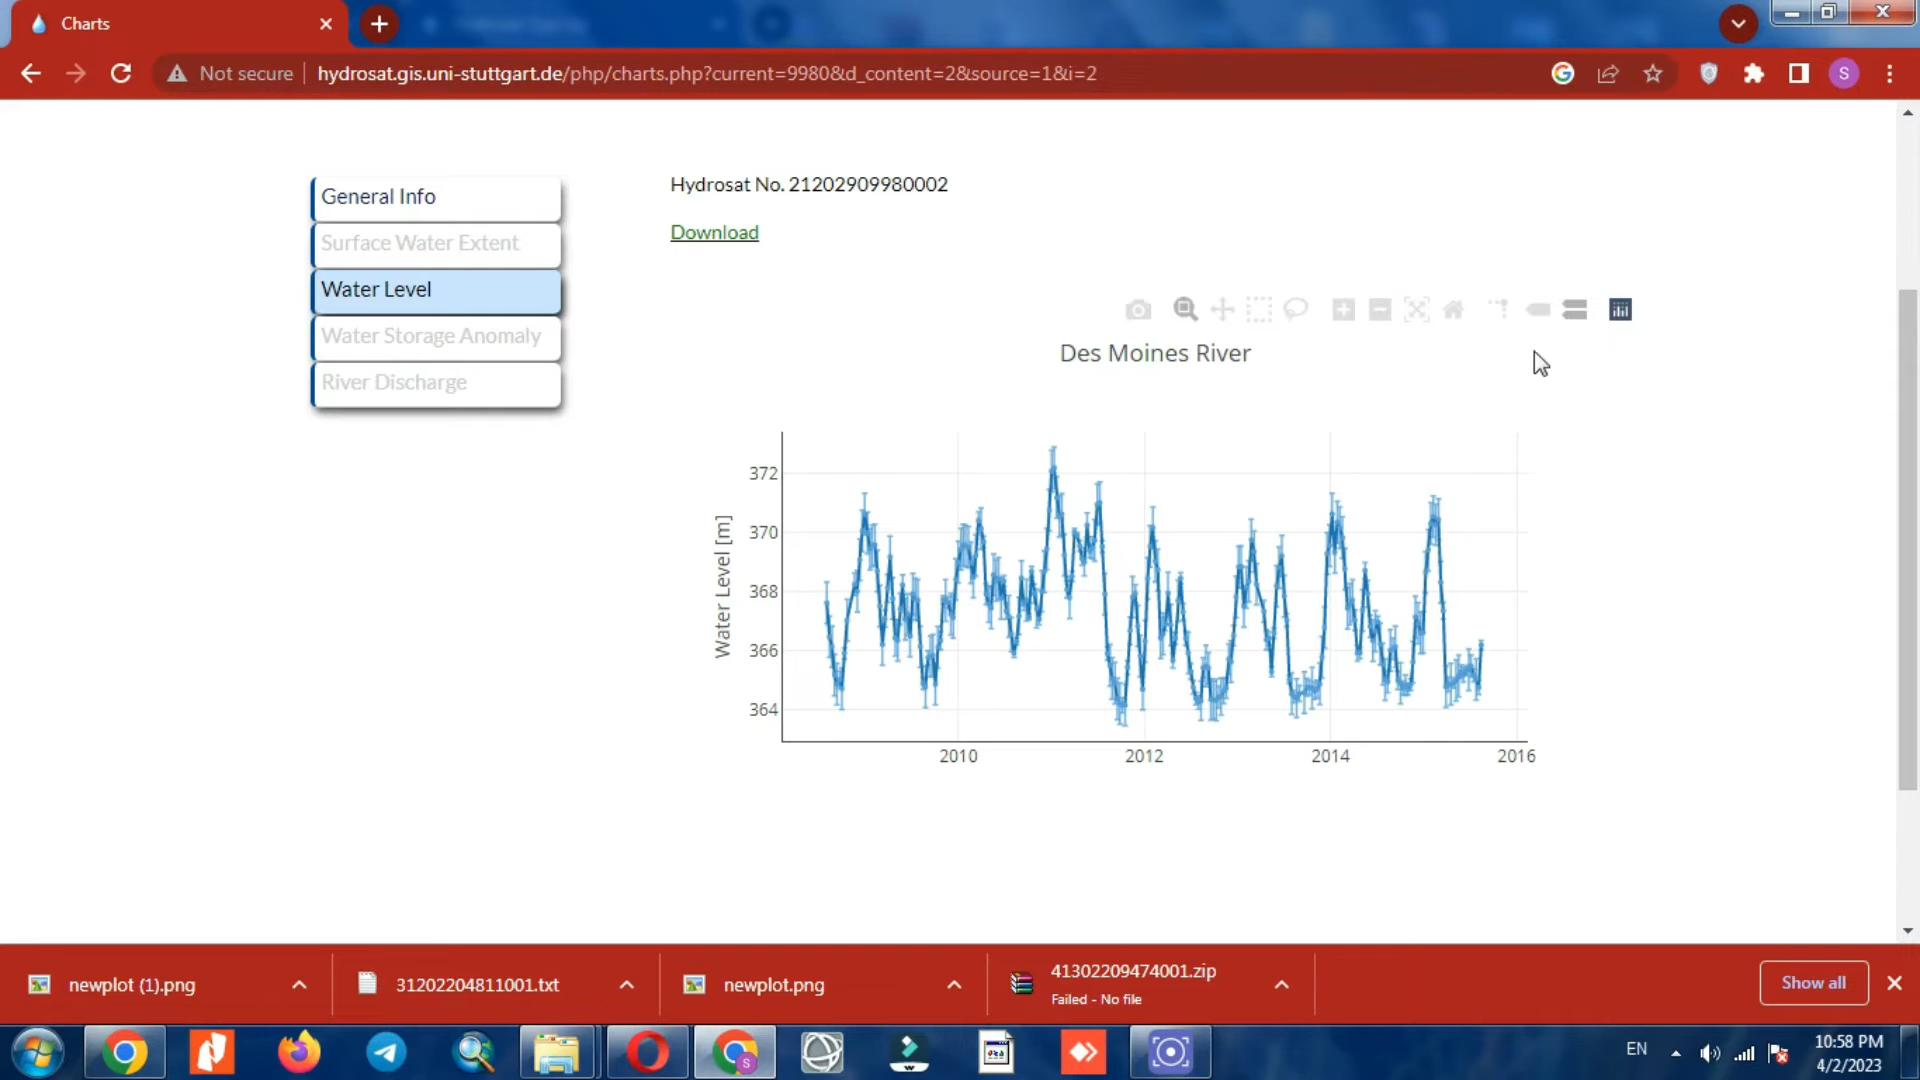 Charts
Not secure
hydrosat.gis.uni-stuttgart.de/php/charts.php?current=9980&d_content=2&source=1&i=2
S
General Info
Surface Water Extent
Water Level
Water Storage Anomaly
River Discharge
Hydrosat No. 21202909980002
Download
Des Moines River
Water Level [m]
372
370
368
366
364
2010
2012
2014
2016
newplot (1).png
31202204811001.txt
newplot.png
41302209474001.zip
Failed - No file
Show all
S
W
EN
10:58 PM
4/2/2023